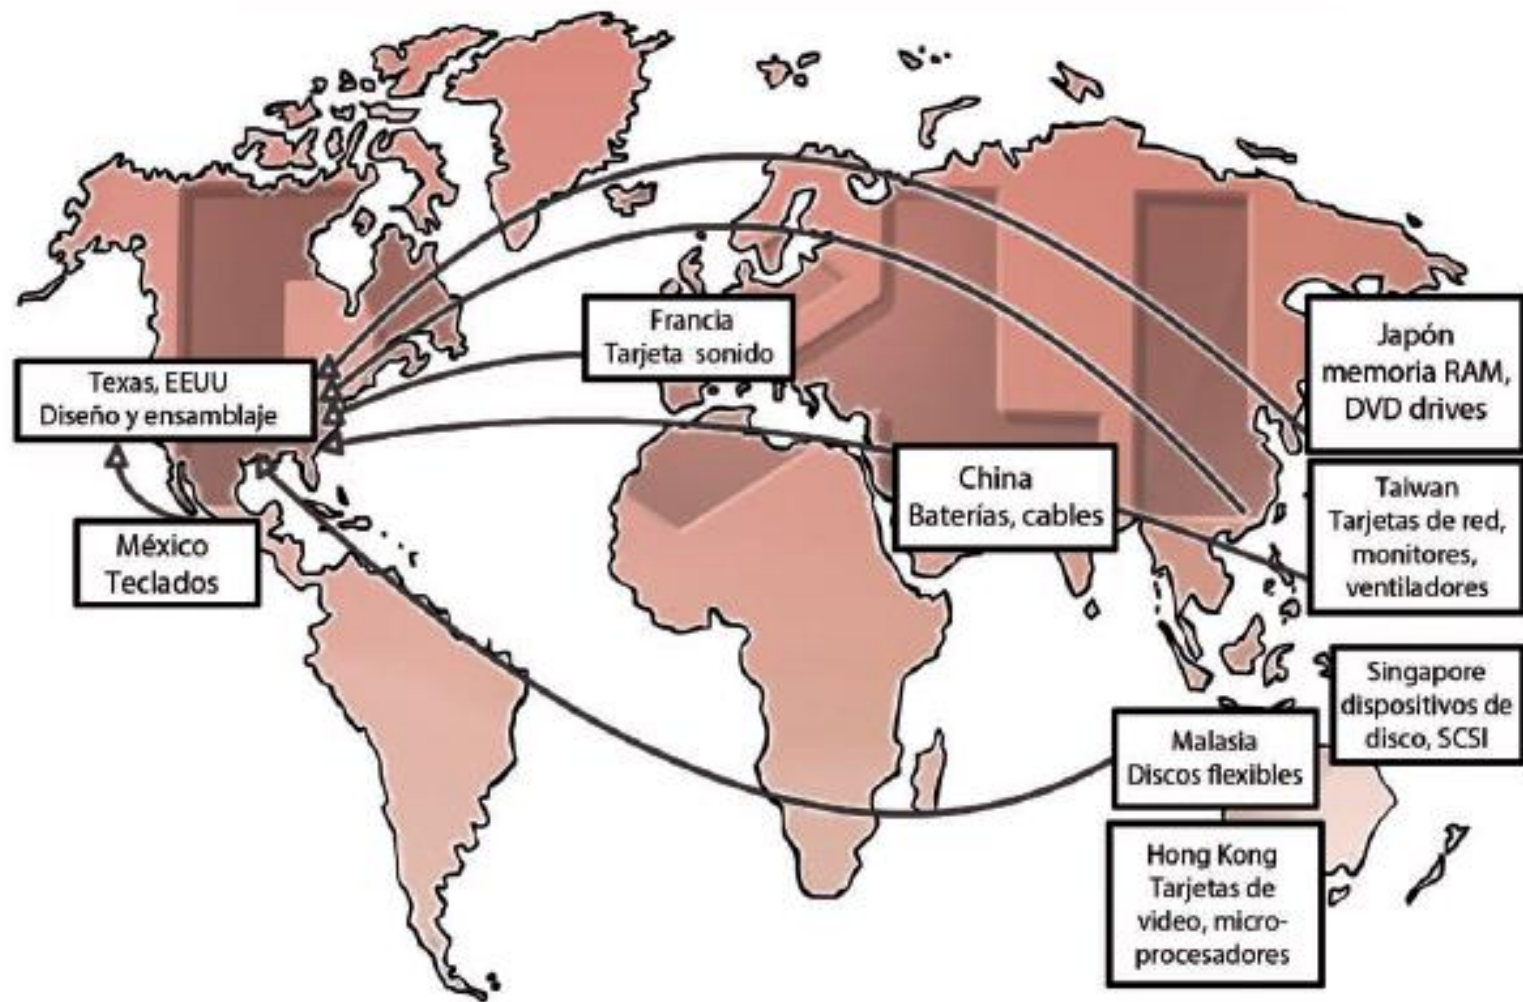 Texas, EEUU
Diseño y ensamblaje
México
Teclados
Francia
Tarjeta sonido
China
Baterías, cables
Japón
memoria RAM,
DVD drives
Taiwan
Tarjetas de red,
monitores,
ventiladores
Singapore
dispositivos de
disco, SCSI
Malasia
Discos flexibles
Hong Kong
Tarjetas de
video, micro-
procesadores